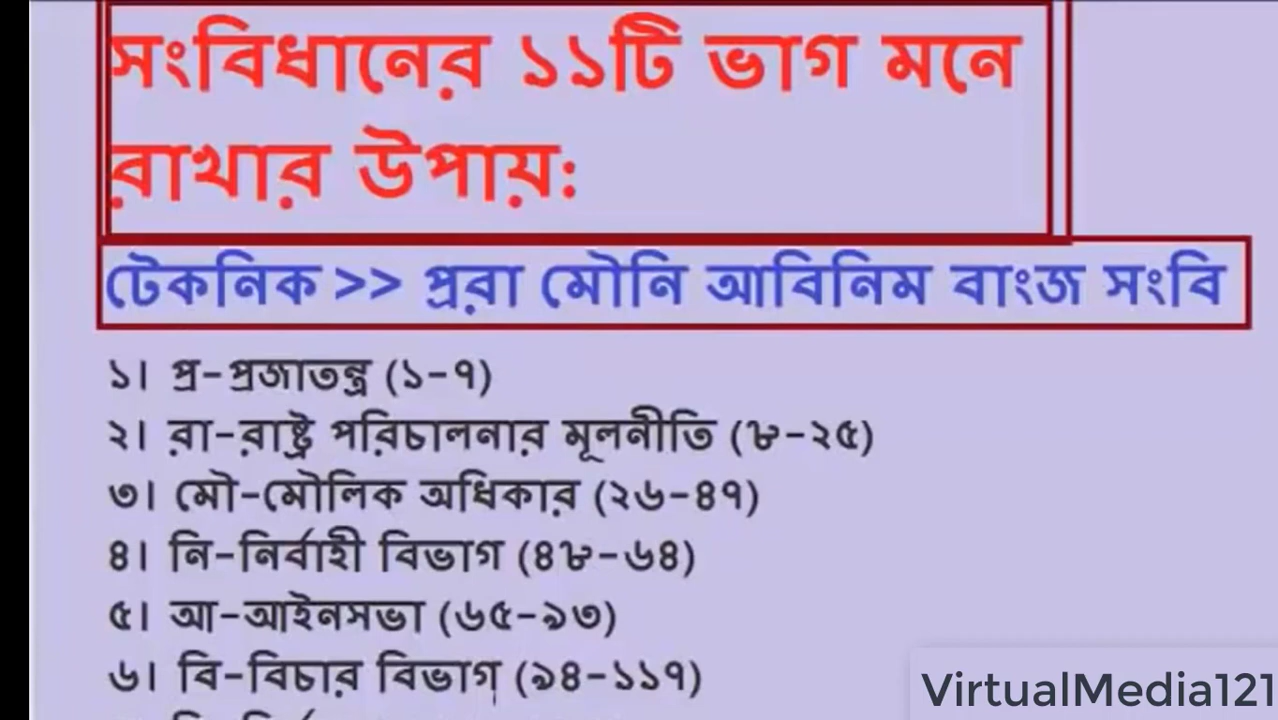 সংবিধানের ১১টি ভাগ মনে
রাখার উপায়:
টেকনিক >> প্ররা মৌনি আবিনিম বাংজ সংবি
১। প্র-প্রজাতন্ত্র (১-৭)
২। রা-রাষ্ট্র পরিচালনার মূলনীতি (৮-২৫)
৩। মৌ-মৌলিক অধিকার (২৬-৪৭)
৪। নি-নির্বাহী বিভাগ (৪৮-৬৪)
৫। আ-আইনসভা (৬৫-৯৩)
৬। বি-বিচার বিভাগ (৯৪-১১৭)
VirtualMedia121